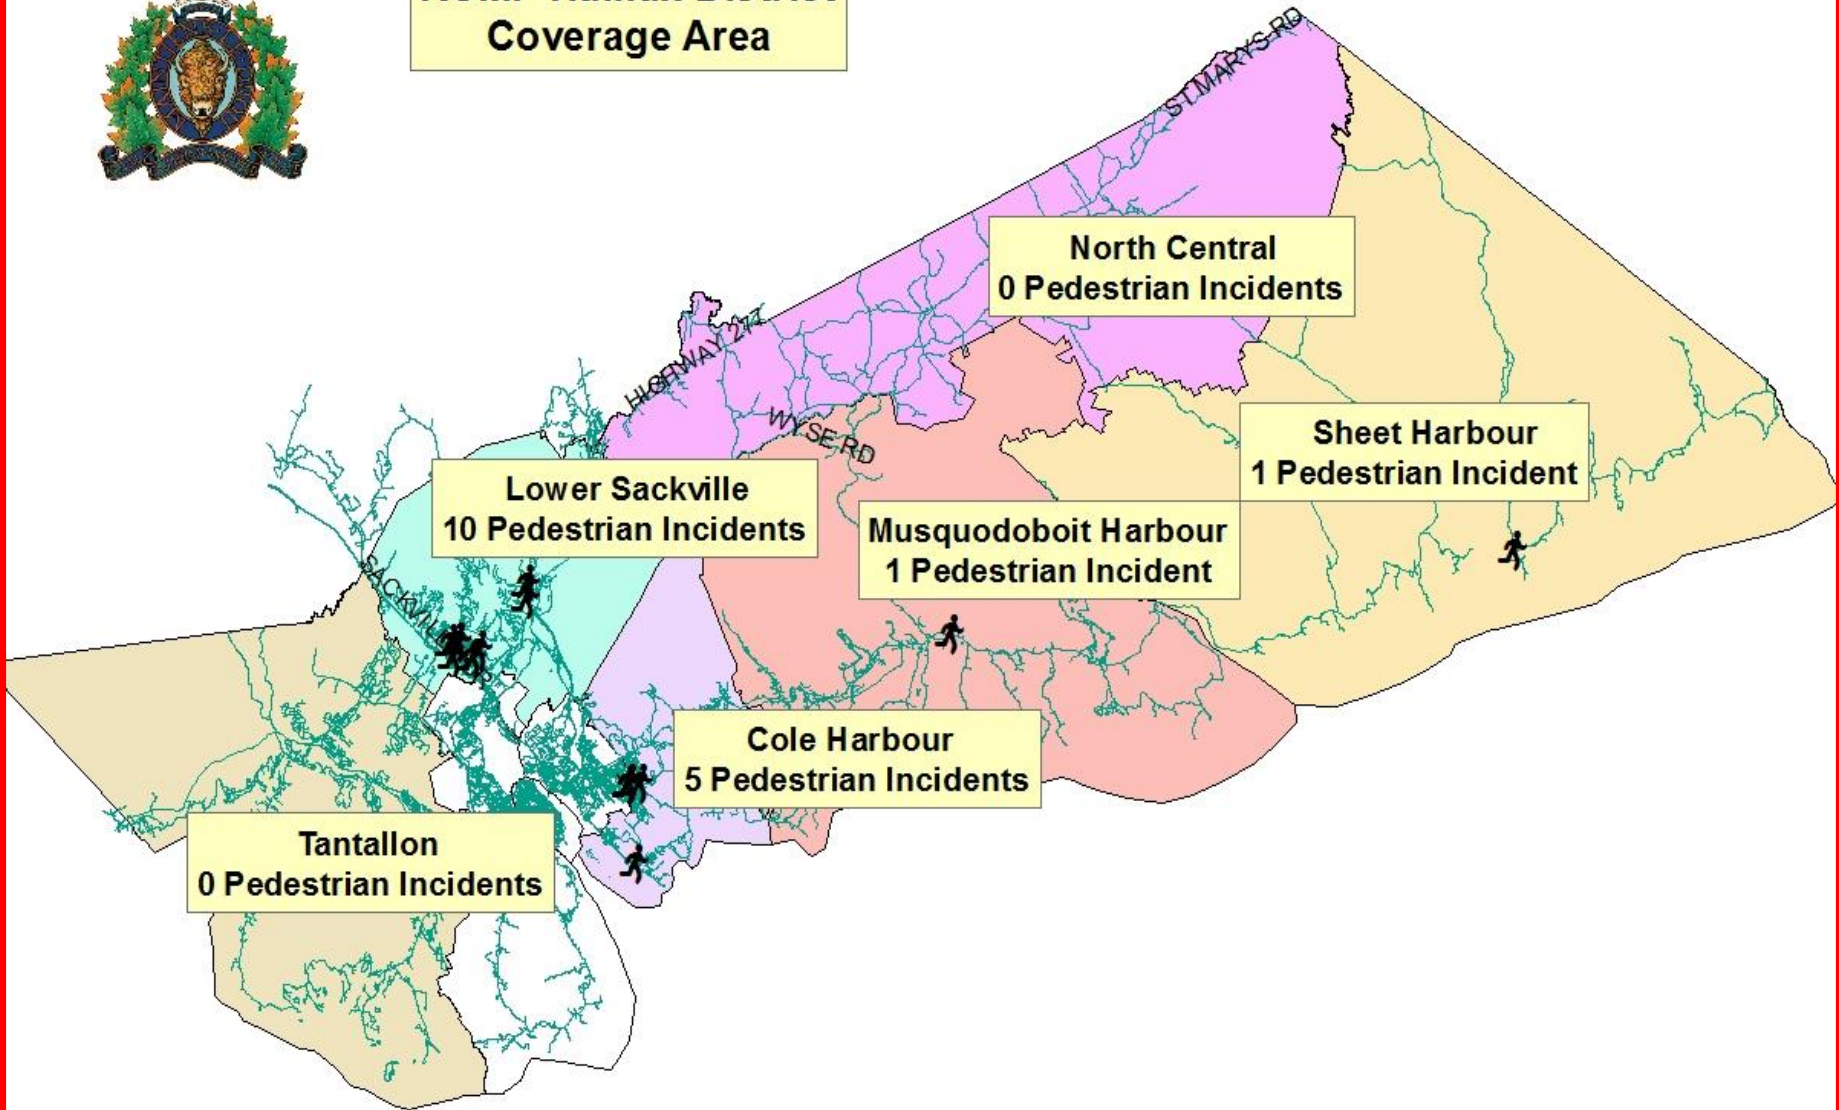 Coverage Area
ST MARYS RD
North Central
0 Pedestrian Incidents
HIGHWAY 277
WYSE RD
Sheet Harbour
1 Pedestrian Incident
Lower Sackville
10 Pedestrian Incidents
Musquodoboit Harbour
1 Pedestrian Incident
Cole Harbour
5 Pedestrian Incidents
Tantallon
0 Pedestrian Incidents